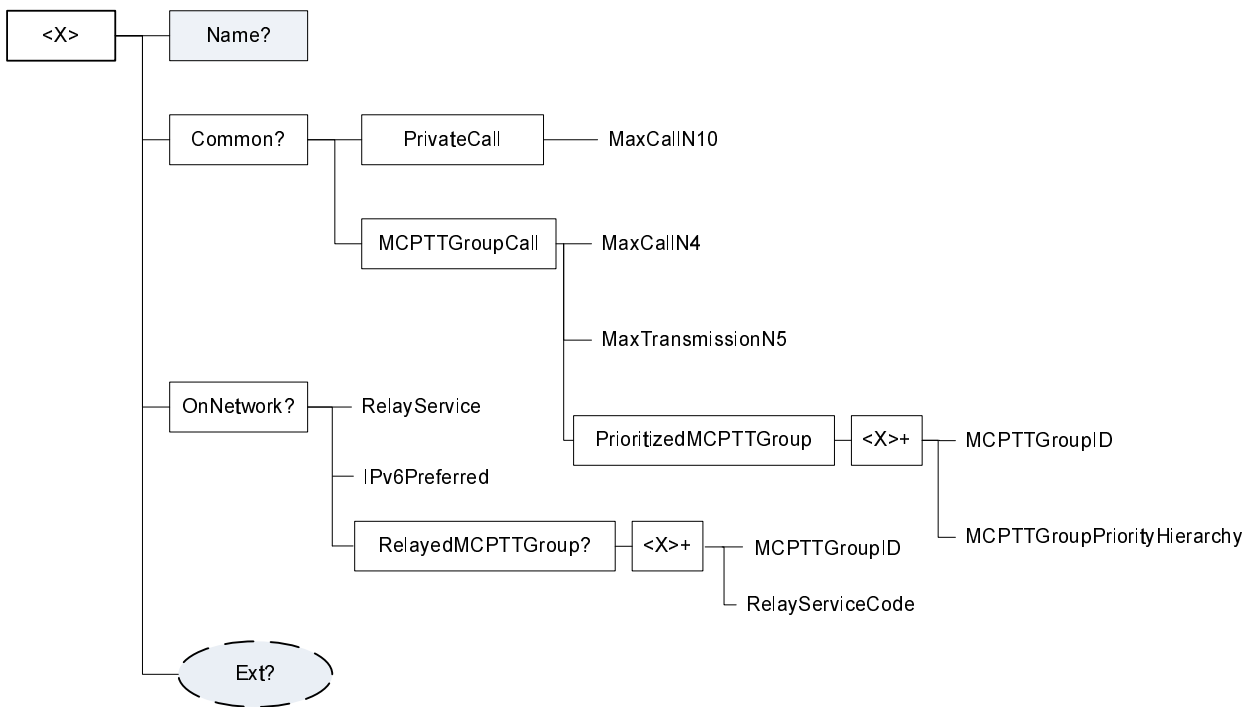 <X>
Name?
Common?
PrivateCall
MaxCallN10
MCPTTGroupCall
MaxCallN4
MaxTransmissionN5
OnNetwork?
RelayService
PrioritizedMCPTTGroup
<X>+
MCPTTGroupID
IPv6Preferred
MCPTTGroupPriorityHierarchy
RelayedMCPTTGroup?
<X>+
MCPTTGroupID
RelayServiceCode
Ext?